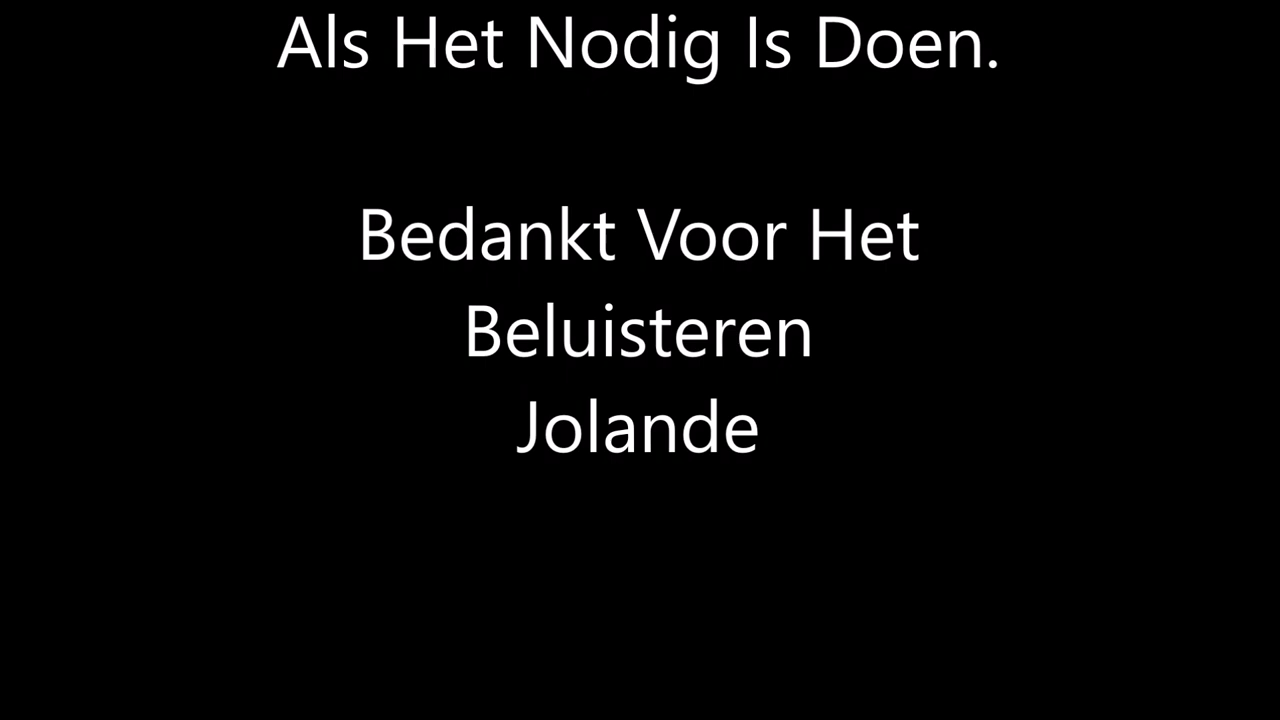 Als Het Nodig Is Doen.
Bedankt Voor Het
Beluisteren
Jolande